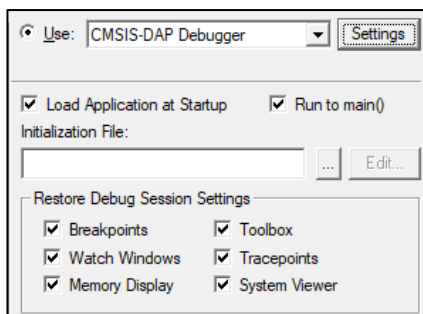 Use: CMSIS-DAP Debugger Settings
Load Application at Startup Run to main()
Initialization File:
... Edit...
Restore Debug Session Settings
Breakpoints Toolbox
Watch Windows Tracepoints
Memory Display System Viewer